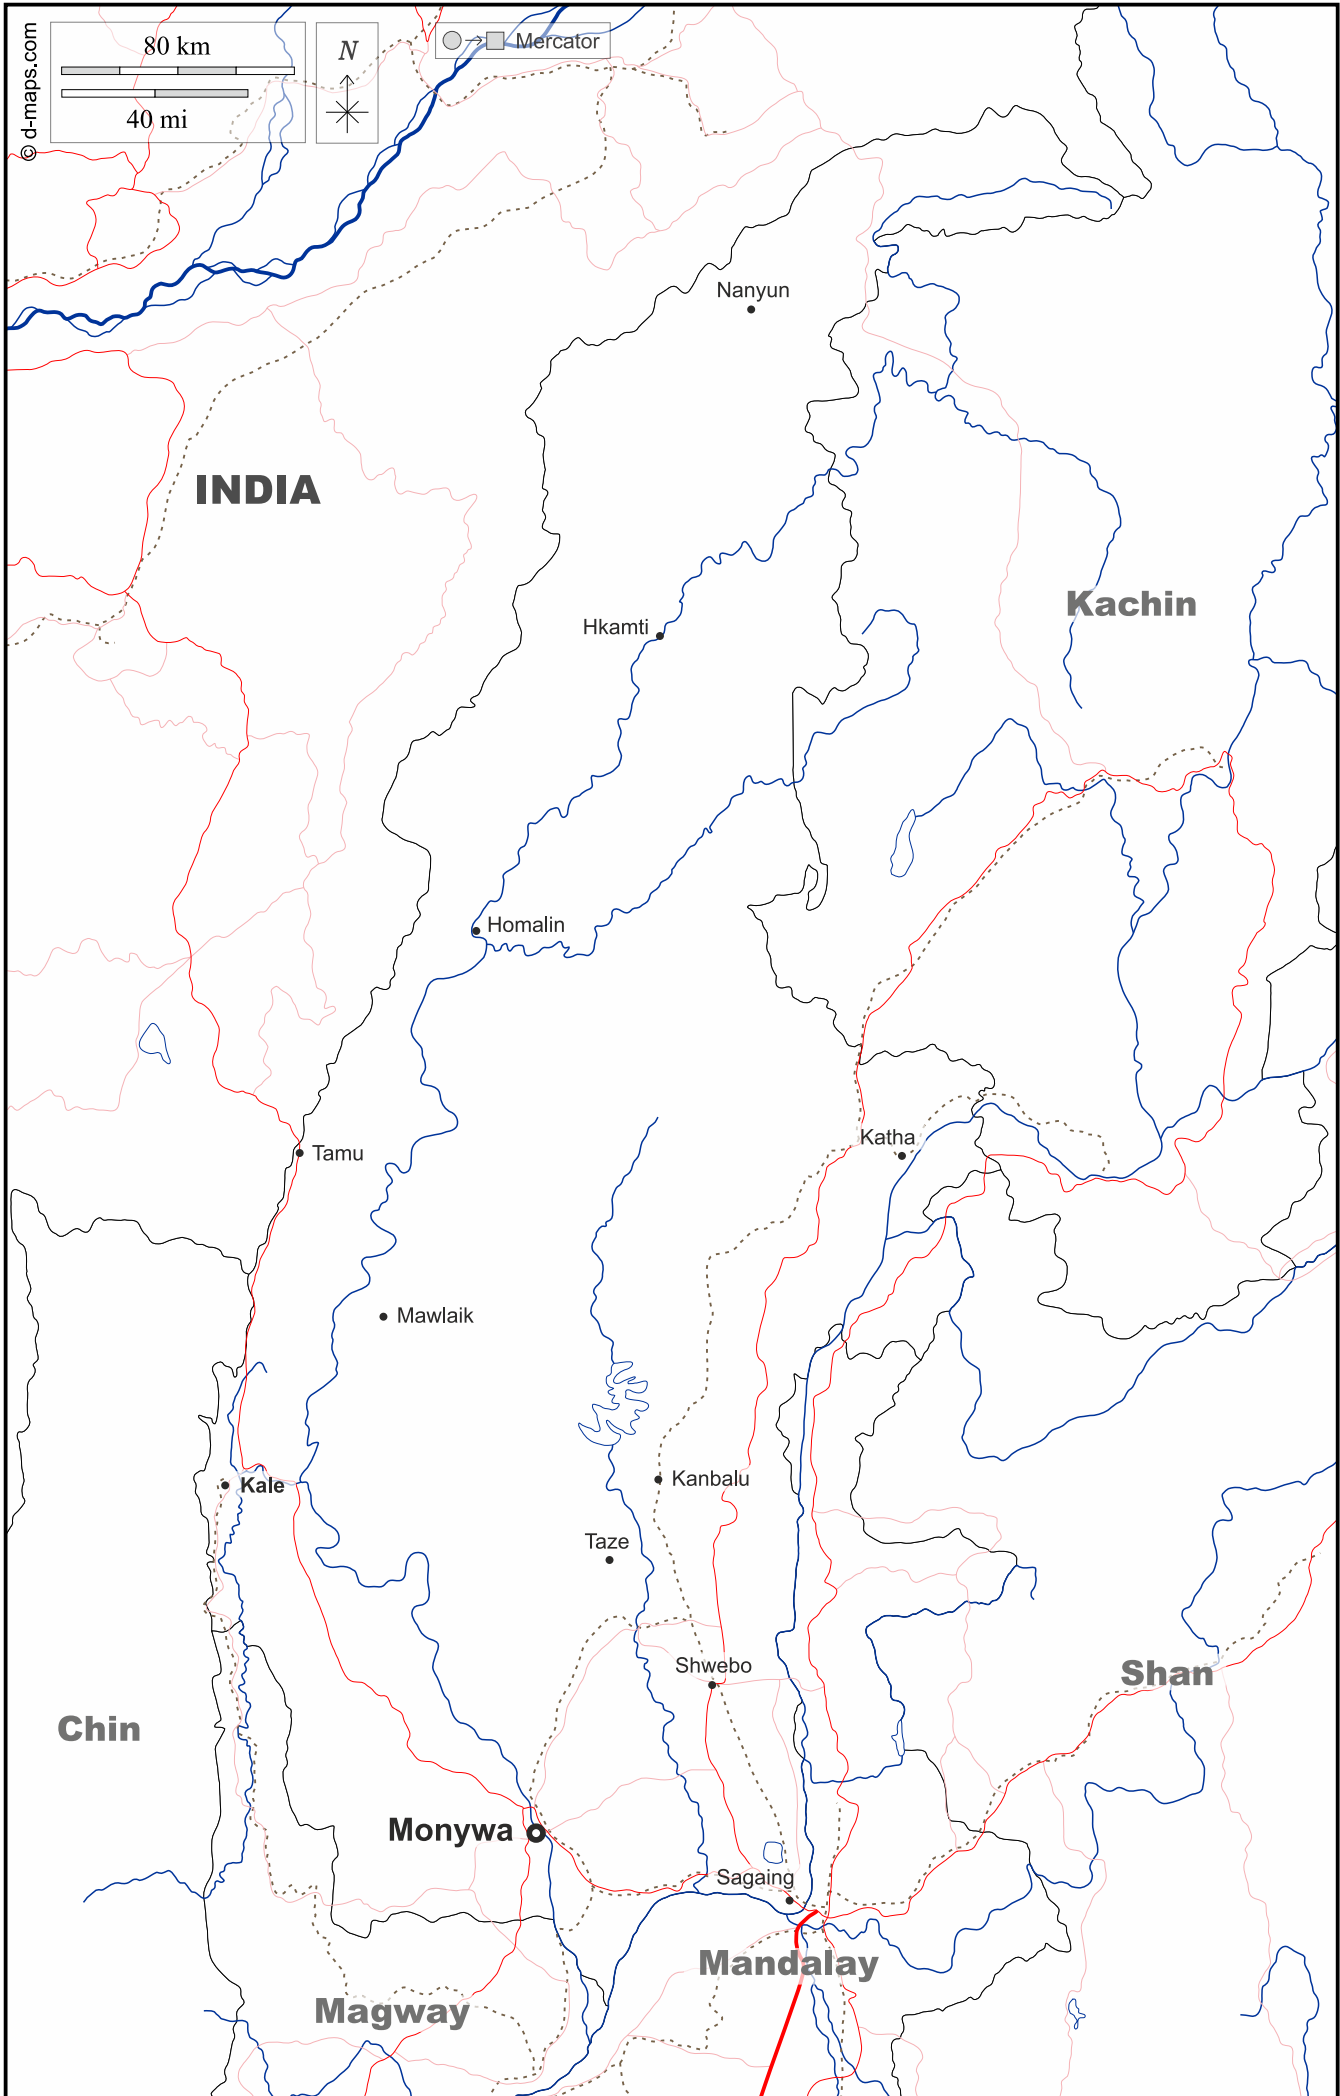 © d-maps.com
80 km
40 mi
N
Mercator
Nanyun
INDIA
Kachin
Hkamti
Homalin
Katha
Tamu
Mawlaik
Kanbalu
Kale
Taze
Shwebo
Shan
Chin
Monywa
Sagaing
Mandalay
Magway